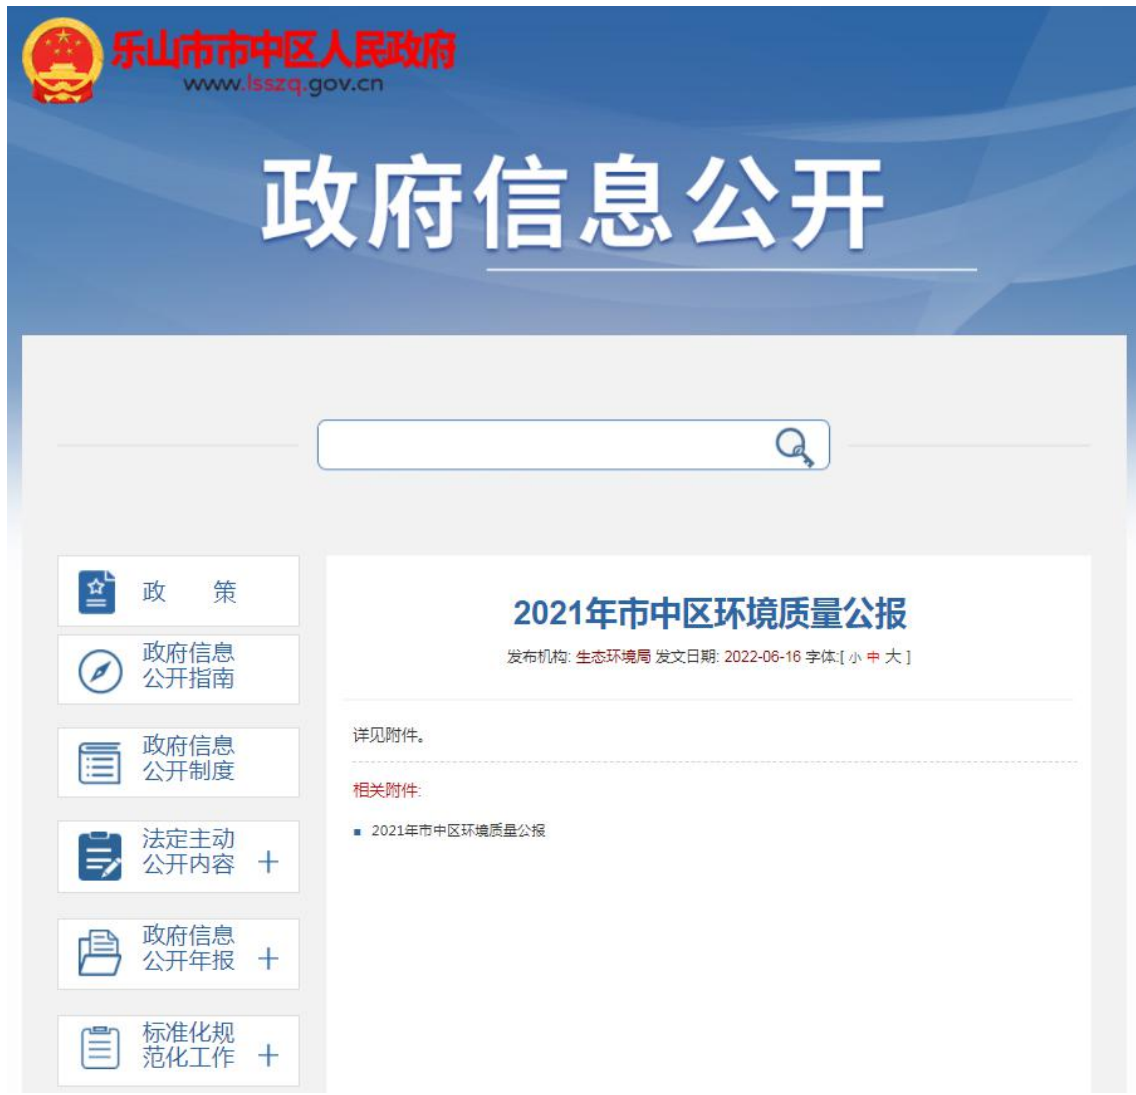 乐山市市中区人民政府
www.lsszq.gov.cn
政府信息公开
政 策
政府信息
公开指南
政府信息
公开制度
法定主动
公开内容 +
政府信息
公开年报 +
标准化规
范化工作 +
2021年市中区环境质量公报
发布机构: 生态环境局 发文日期: 2022-06-16 字体:[ 小 中 大 ]
详见附件。
相关附件:
2021年市中区环境质量公报